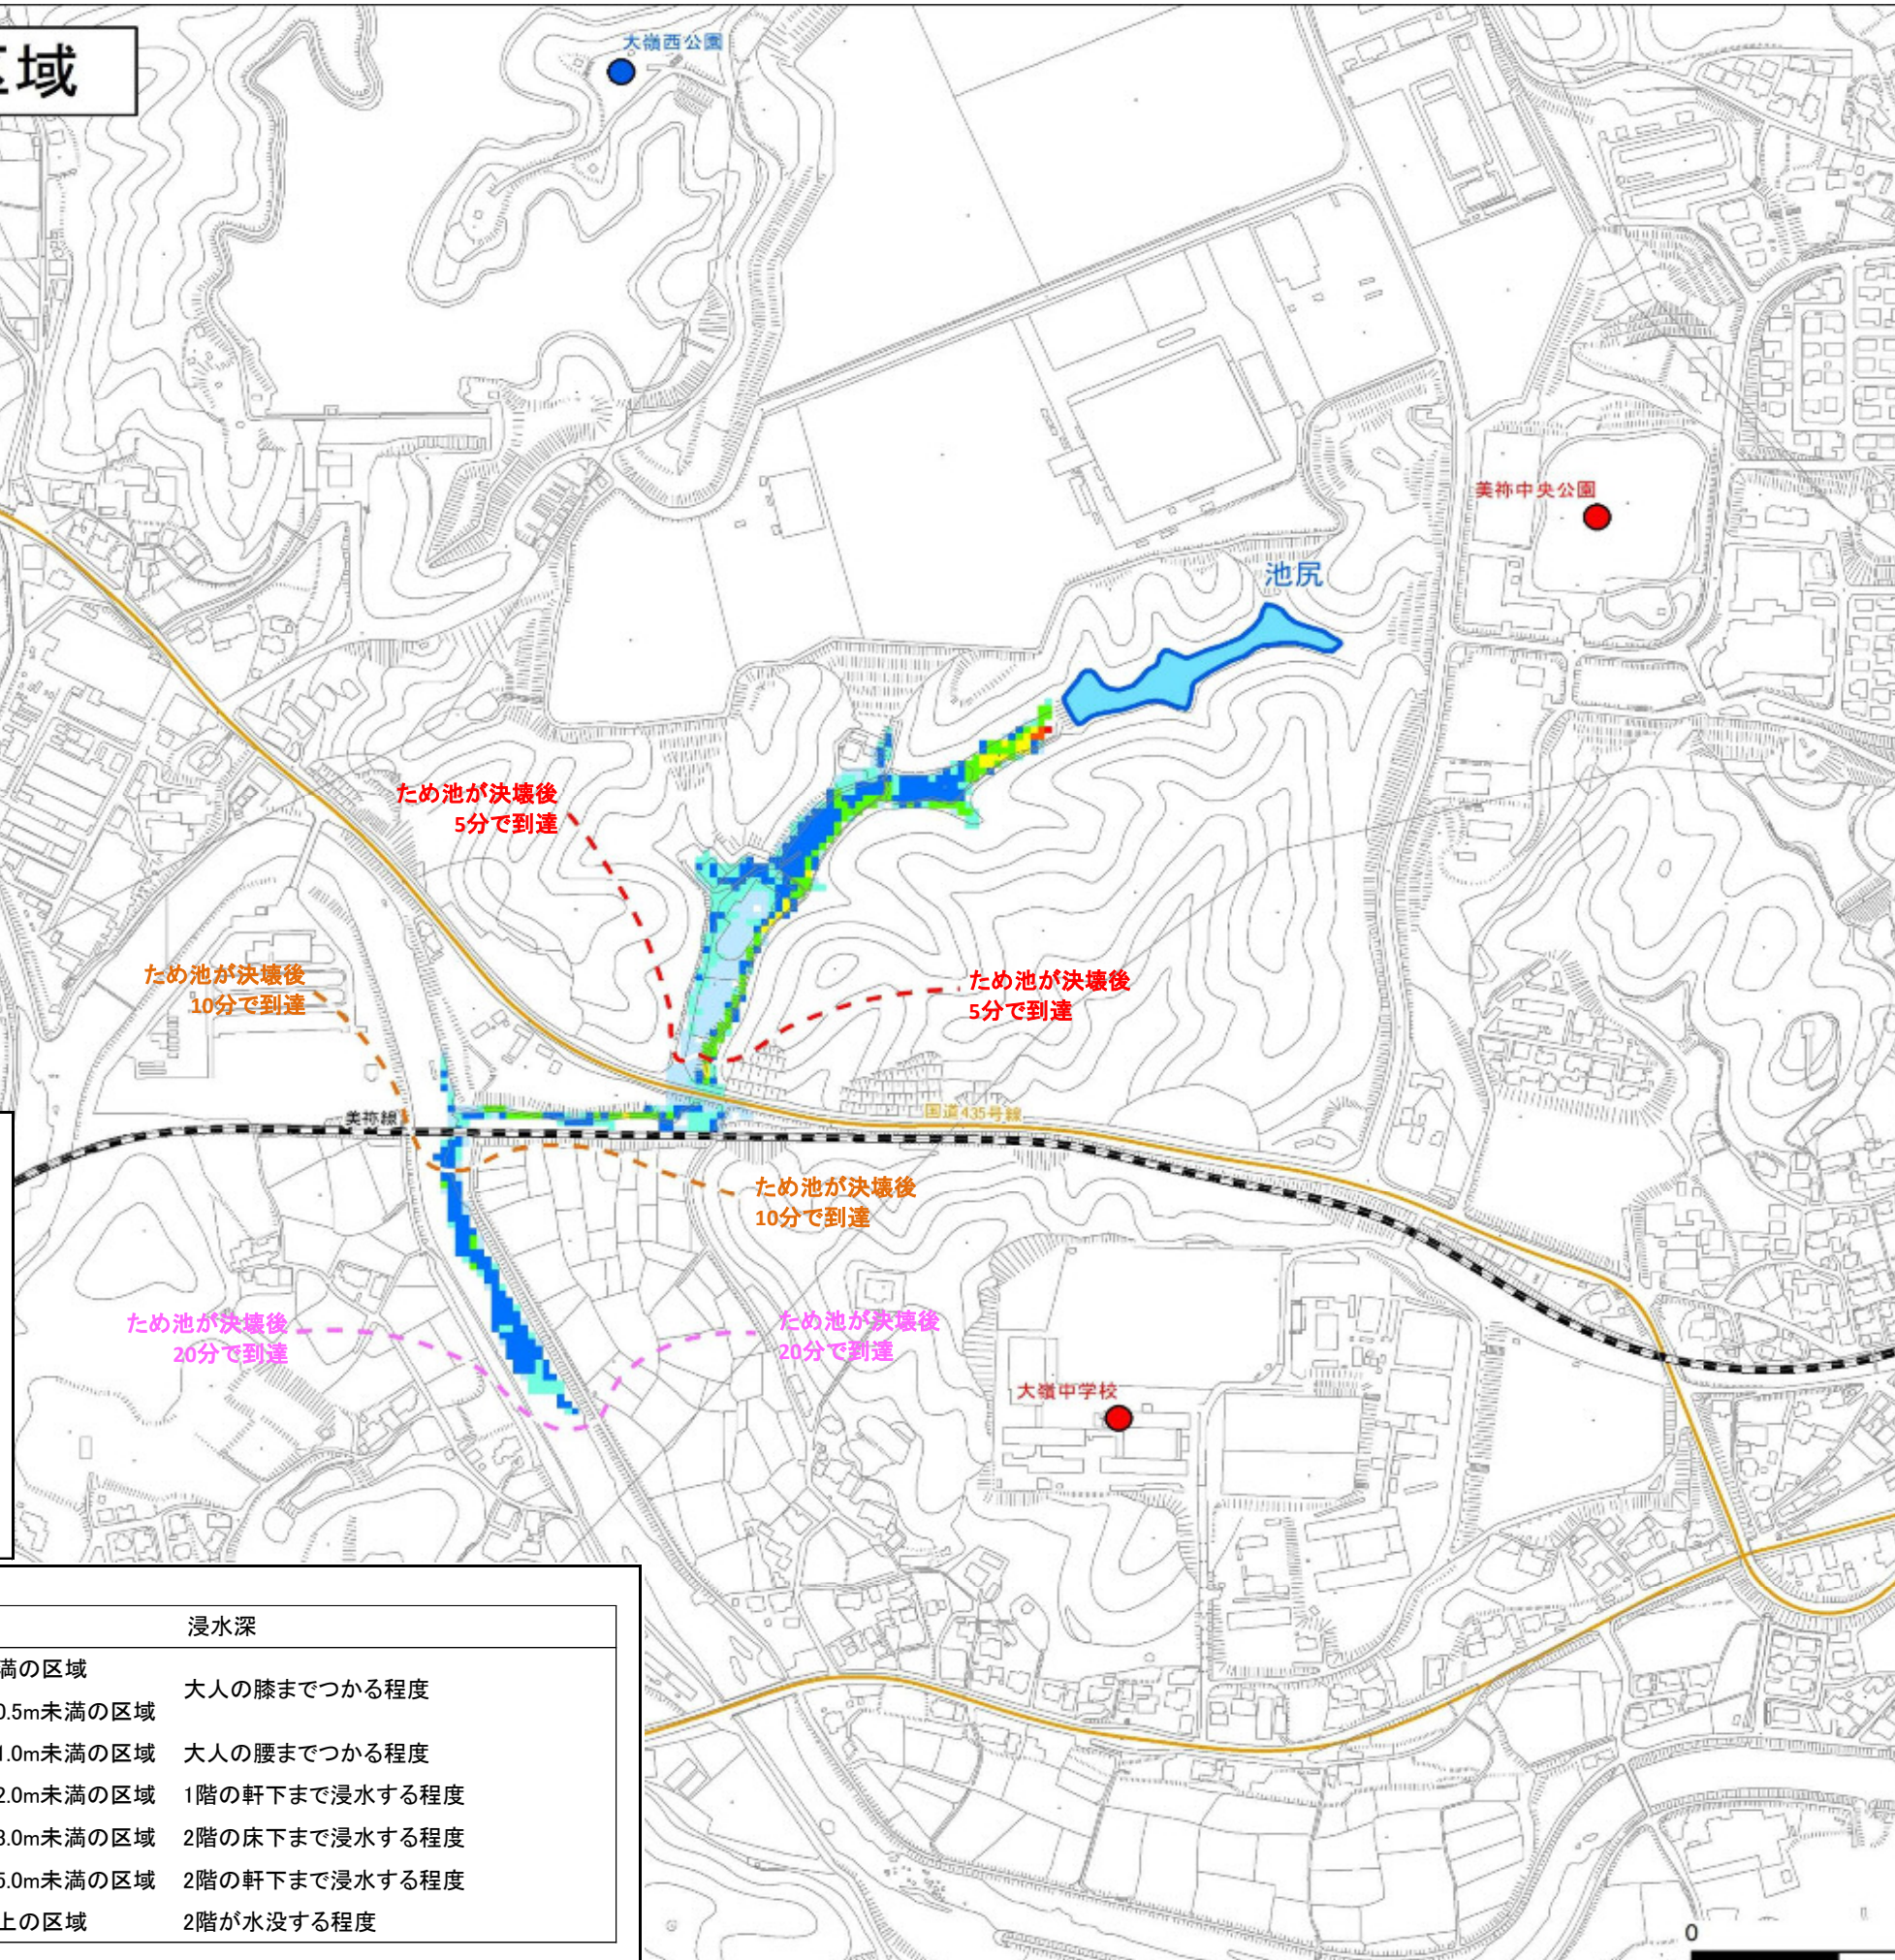 区域
大嶺西公園
美祢中央公園
池尻
ため池が決壊後
5分で到達
ため池が決壊後
10分で到達
ため池が決壊後
5分で到達
美祢線
国道435号線
ため池が決壊後
10分で到達
ため池が決壊後
20分で到達
ため池が決壊後
20分で到達
大嶺中学校
浸水深
満の区域
大人の膝までつかる程度
0.5m未満の区域
1.0m未満の区域 大人の腰までつかる程度
2.0m未満の区域 1階の軒下まで浸水する程度
3.0m未満の区域 2階の床下まで浸水する程度
5.0m未満の区域 2階の軒下まで浸水する程度
上の区域 2階が水没する程度
0